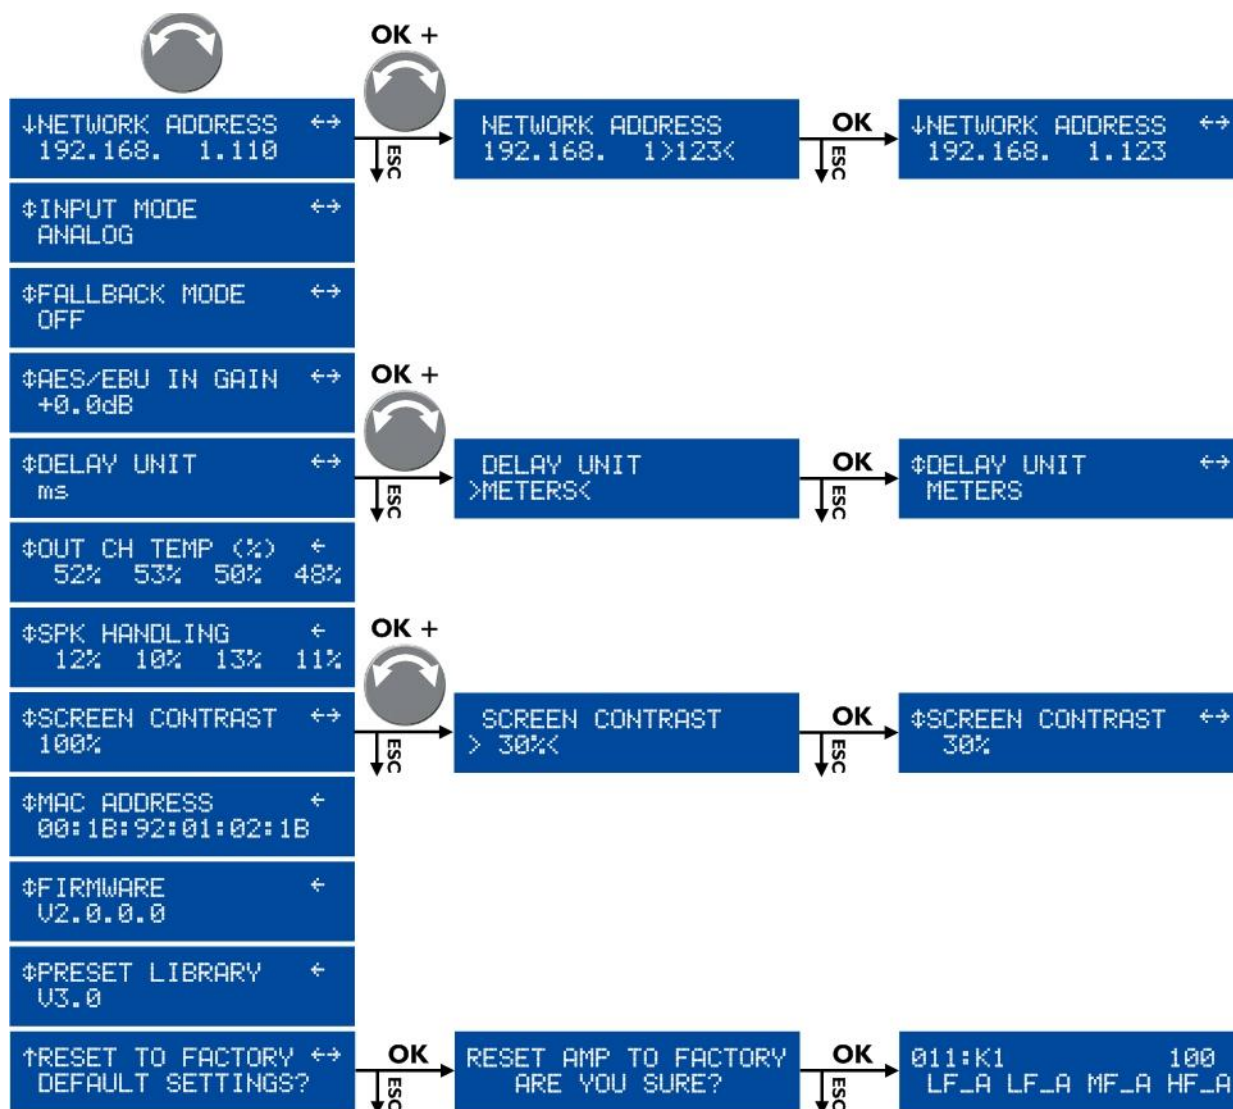 OK +
↓NETWORK ADDRESS ↔
192.168. 1.110
ESC
NETWORK ADDRESS
192.168. 1>123<
OK
ESC
↓NETWORK ADDRESS ↔
192.168. 1.123
↕INPUT MODE ↔
ANALOG
↕FALLBACK MODE ↔
OFF
↕AES/EBU IN GAIN ↔
+0.0dB
OK +
↕DELAY UNIT ↔
ms
ESC
DELAY UNIT
>METERS<
OK
ESC
↕DELAY UNIT ↔
METERS
↕OUT CH TEMP (%) ←
52% 53% 50% 48%
↕SPK HANDLING ←
12% 10% 13% 11%
OK +
↕SCREEN CONTRAST ↔
100%
ESC
SCREEN CONTRAST
> 30%<
OK
ESC
↕SCREEN CONTRAST ↔
30%
↕MAC ADDRESS ←
00:1B:92:01:02:1B
↕FIRMWARE ←
V2.0.0.0
↕PRESET LIBRARY ←
V3.0
↑RESET TO FACTORY ↔
DEFAULT SETTINGS?
OK
ESC
RESET AMP TO FACTORY
ARE YOU SURE?
OK
ESC
011:K1 100
LF_A LF_A MF_A HF_A